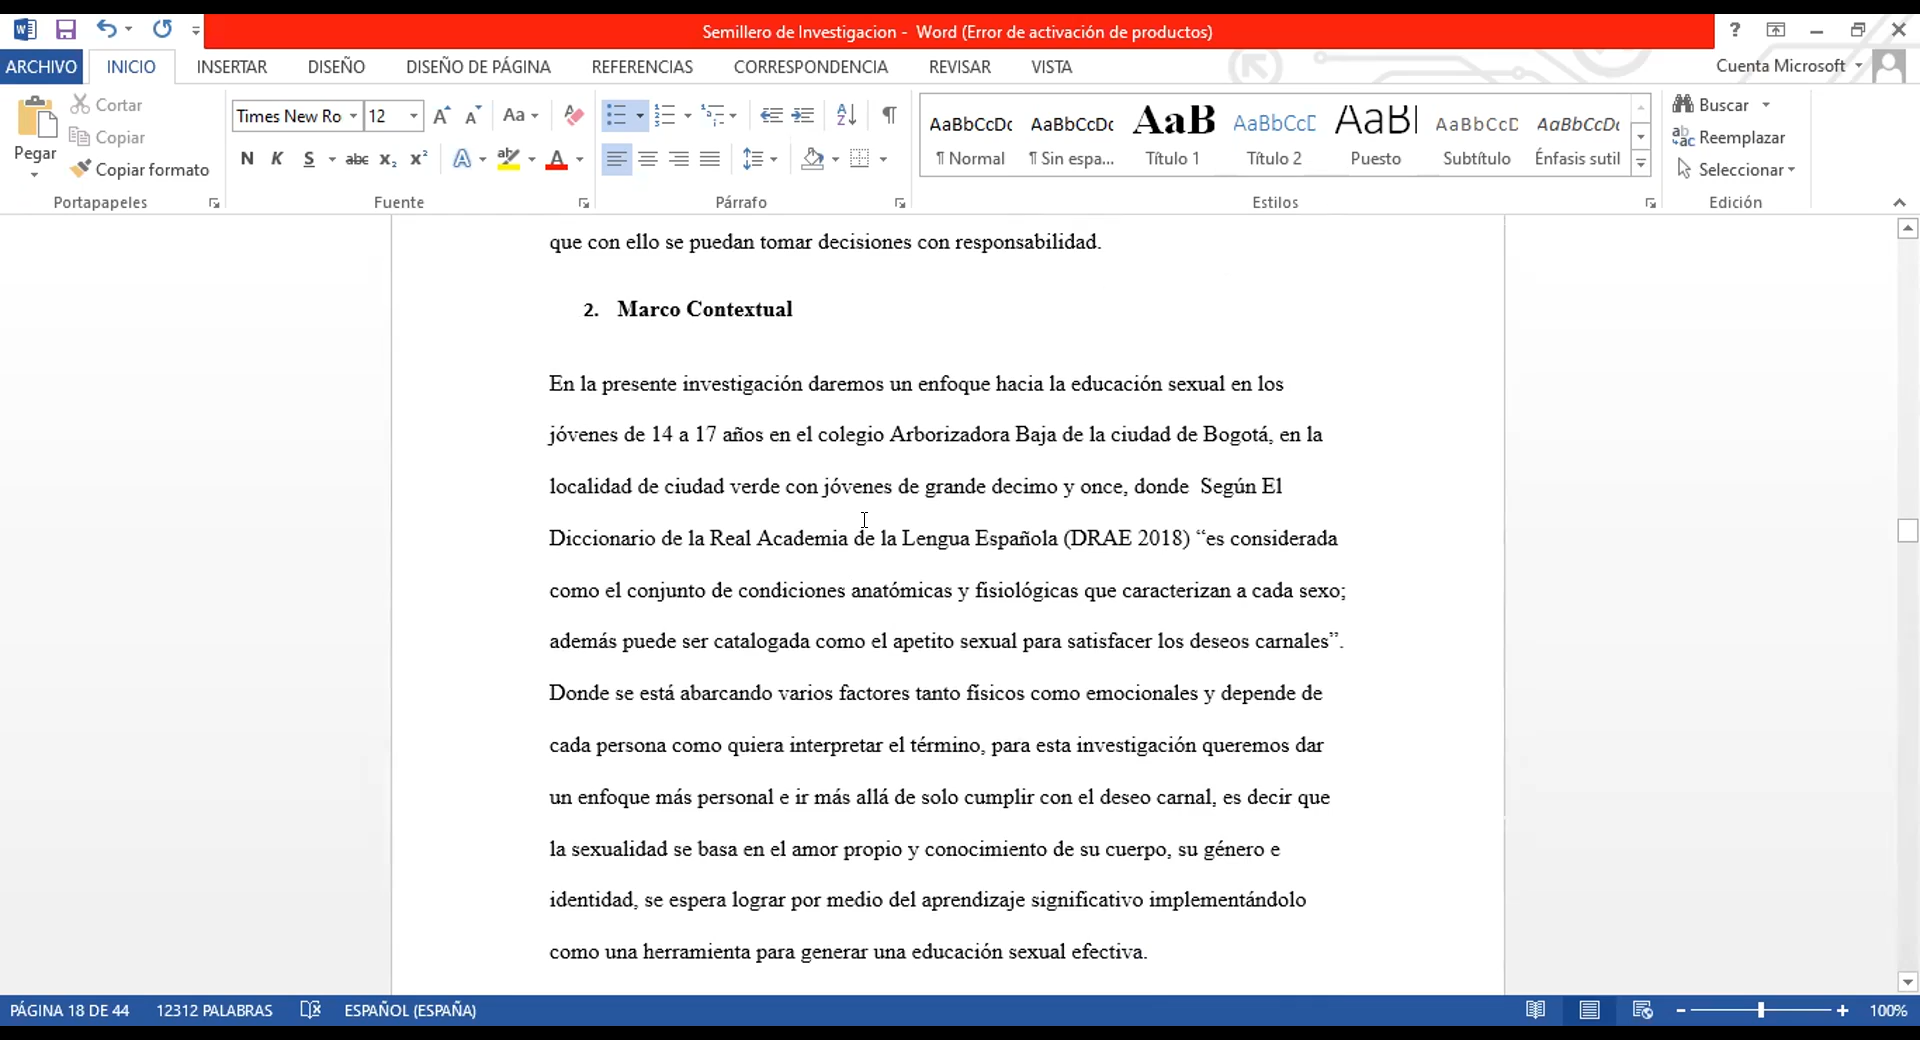 Semillero de Investigacion - Word (Error de activación de productos)
ARCHIVO INICIO INSERTAR DISEÑO DISEÑO DE PÁGINA REFERENCIAS CORRESPONDENCIA REVISAR VISTA Cuenta Microsoft
Pegar
Cortar
Copiar
Copiar formato
Portapapeles
Times New Ro 12
Aa
N K S abc x₂ x²
Fuente
Párrafo
AaBbCcDc AaBbCcDc AaB AaBbCcD AaB AaBbCcD AaBbCcDc
¶ Normal ¶ Sin espa... Título 1 Título 2 Puesto Subtítulo Énfasis sutil
Estilos
Buscar
Reemplazar
Seleccionar
Edición
que con ello se puedan tomar decisiones con responsabilidad.
2. Marco Contextual
En la presente investigación daremos un enfoque hacia la educación sexual en los
jóvenes de 14 a 17 años en el colegio Arborizadora Baja de la ciudad de Bogotá, en la
localidad de ciudad verde con jóvenes de grande decimo y once, donde  Según El
Diccionario de la Real Academia de la Lengua Española (DRAE 2018) “es considerada
como el conjunto de condiciones anatómicas y fisiológicas que caracterizan a cada sexo;
además puede ser catalogada como el apetito sexual para satisfacer los deseos carnales”.
Donde se está abarcando varios factores tanto físicos como emocionales y depende de
cada persona como quiera interpretar el término, para esta investigación queremos dar
un enfoque más personal e ir más allá de solo cumplir con el deseo carnal, es decir que
la sexualidad se basa en el amor propio y conocimiento de su cuerpo, su género e
identidad, se espera lograr por medio del aprendizaje significativo implementándolo
como una herramienta para generar una educación sexual efectiva.
PÁGINA 18 DE 44 12312 PALABRAS ESPAÑOL (ESPAÑA) 100%